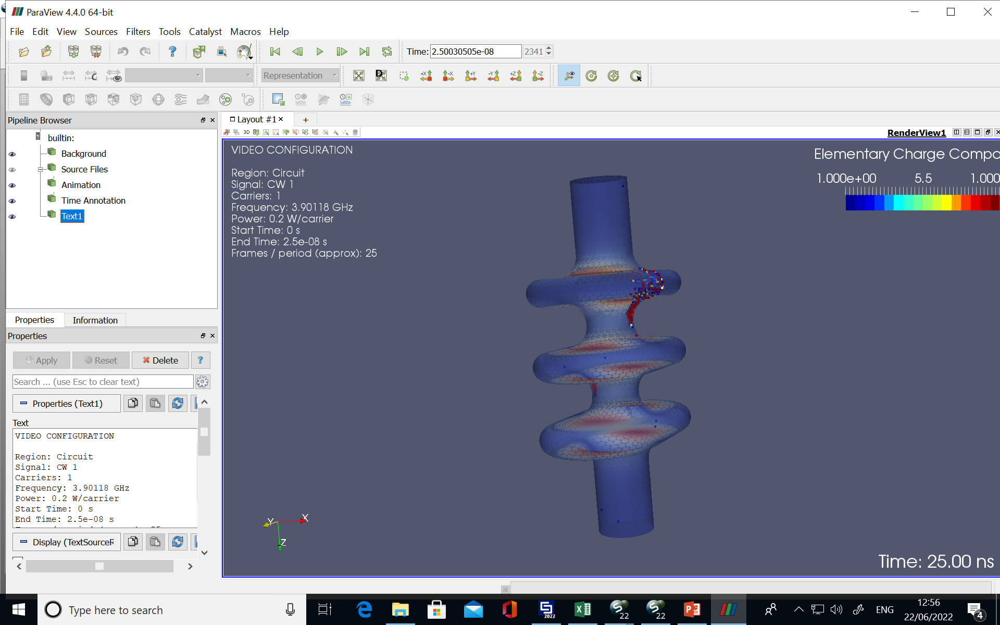 ParaView 4.4.0 64-bit
File Edit View Sources Filters Tools Catalyst Macros Help
Time: 2.50030505e-08 2341
Representation
+X -X +Y -Y +Z -Z
Pipeline Browser
builtin:
Background
Source Files
Animation
Time Annotation
Text1
Properties Information
Properties
Apply Reset Delete ?
Search ... (use Esc to clear text)
Properties (Text1)
Text
VIDEO CONFIGURATION
Region: Circuit
Signal: CW 1
Carriers: 1
Frequency: 3.90118 GHz
Power: 0.2 W/carrier
Start Time: 0 s
End Time: 2.5e-08 s
Display (TextSourceR
Layout #1 +
3D
RenderView1
VIDEO CONFIGURATION
Region: Circuit
Signal: CW 1
Carriers: 1
Frequency: 3.90118 GHz
Power: 0.2 W/carrier
Start Time: 0 s
End Time: 2.5e-08 s
Frames / period (approx): 25
Elementary Charge Compo
1.000e+00 5.5 1.000
Y X
Z
Time: 25.00 ns
Type here to search
2022
22
22
ENG
12:56
22/06/2022
4